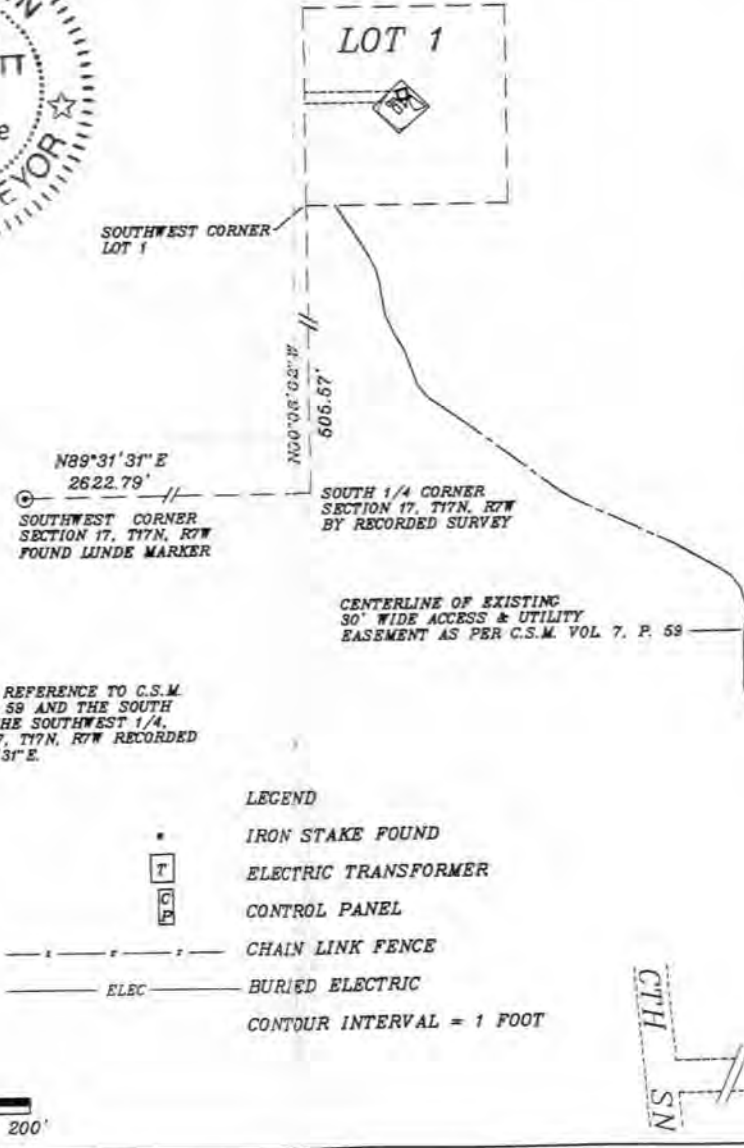 LOT 1
EYOR
SOUTHWEST CORNER
LOT 1
605.57'
N89°31'31"E
2622.79'
SOUTHWEST CORNER
SECTION 17, T17N, R7W
FOUND LUNDE MARKER
SOUTH 1/4 CORNER
SECTION 17, T17N, R7W
BY RECORDED SURVEY
CENTERLINE OF EXISTING
30' WIDE ACCESS & UTILITY
EASEMENT AS PER C.S.M. VOL 7. P. 59
REFERENCE TO C.S.M.
59 AND THE SOUTH
HE SOUTHWEST 1/4,
7, T17N, R7W RECORDED
31"E.
LEGEND
IRON STAKE FOUND
T ELECTRIC TRANSFORMER
CP CONTROL PANEL
CHAIN LINK FENCE
ELEC BURIED ELECTRIC
CONTOUR INTERVAL = 1 FOOT
CTH
SN
200'